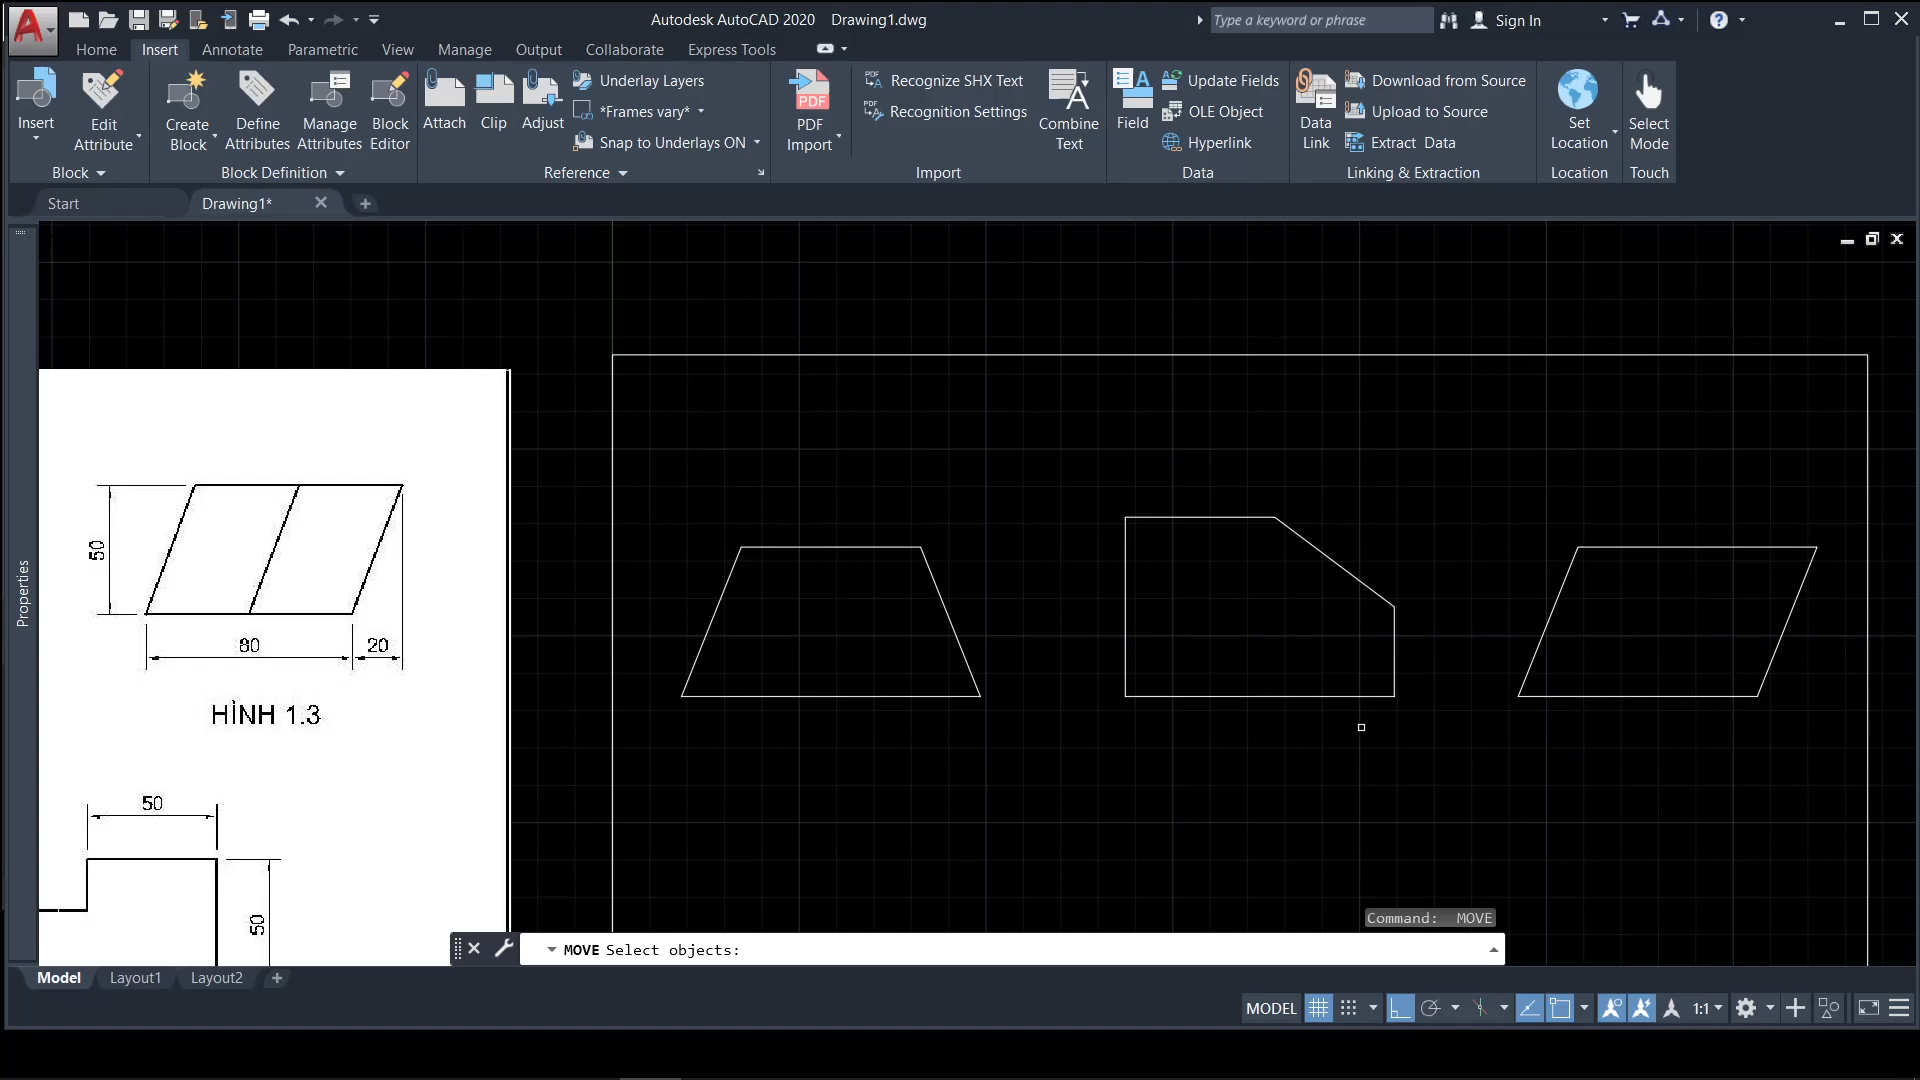 Autodesk AutoCAD 2020 Drawing1.dwg
Type a keyword or phrase
Sign In
Home Insert Annotate Parametric View Manage Output Collaborate Express Tools
Insert
Edit
Attribute
Block
Create
Block
Define
Attributes
Manage
Attributes
Block
Editor
Block Definition
Attach
Clip
Adjust
Underlay Layers
*Frames vary*
Snap to Underlays ON
Reference
PDF
PDF
Import
Recognize SHX Text
Recognition Settings
Combine
Text
Import
Field
Update Fields
OLE Object
Hyperlink
Data
Data
Link
Download from Source
Upload to Source
Extract Data
Linking & Extraction
Set
Location
Location
Select
Mode
Touch
Start
Drawing1*
Properties
50
80
20
HÌNH 1.3
50
50
Command: MOVE
MOVE Select objects:
Model Layout1 Layout2
MODEL
1:1